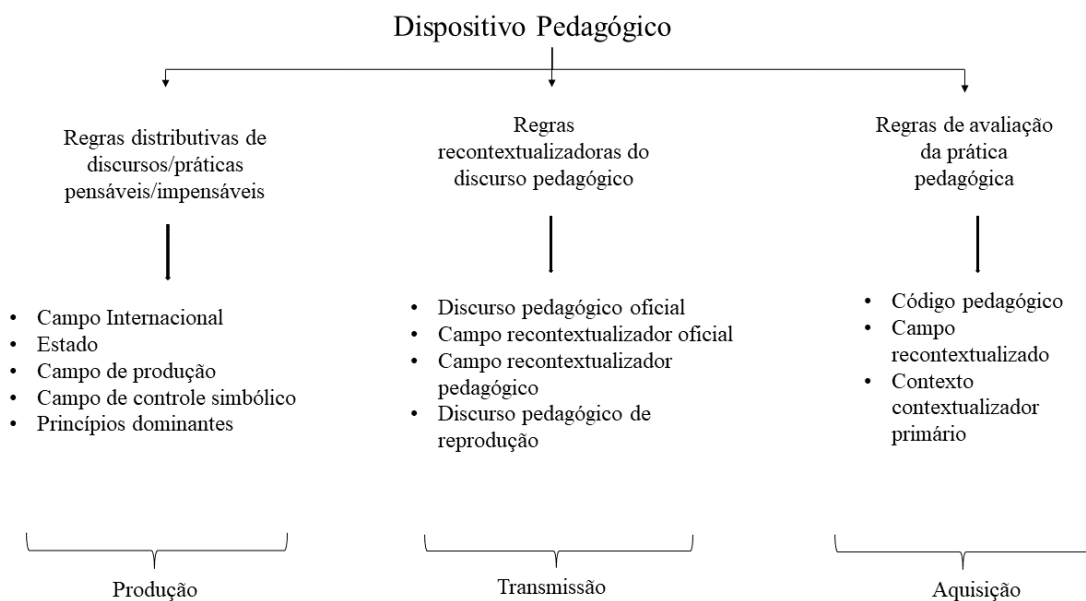 Dispositivo Pedagógico
Regras distributivas de
discursos/práticas
pensáveis/impensáveis
• Campo Internacional
• Estado
• Campo de produção
• Campo de controle simbólico
• Princípios dominantes
Produção
Regras
recontextualizadoras do
discurso pedagógico
• Discurso pedagógico oficial
• Campo recontextualizador oficial
• Campo recontextualizador
pedagógico
• Discurso pedagógico de
reprodução
Transmissão
Regras de avaliação
da prática
pedagógica
• Código pedagógico
• Campo
recontextualizado
• Contexto
contextualizador
primário
Aquisição